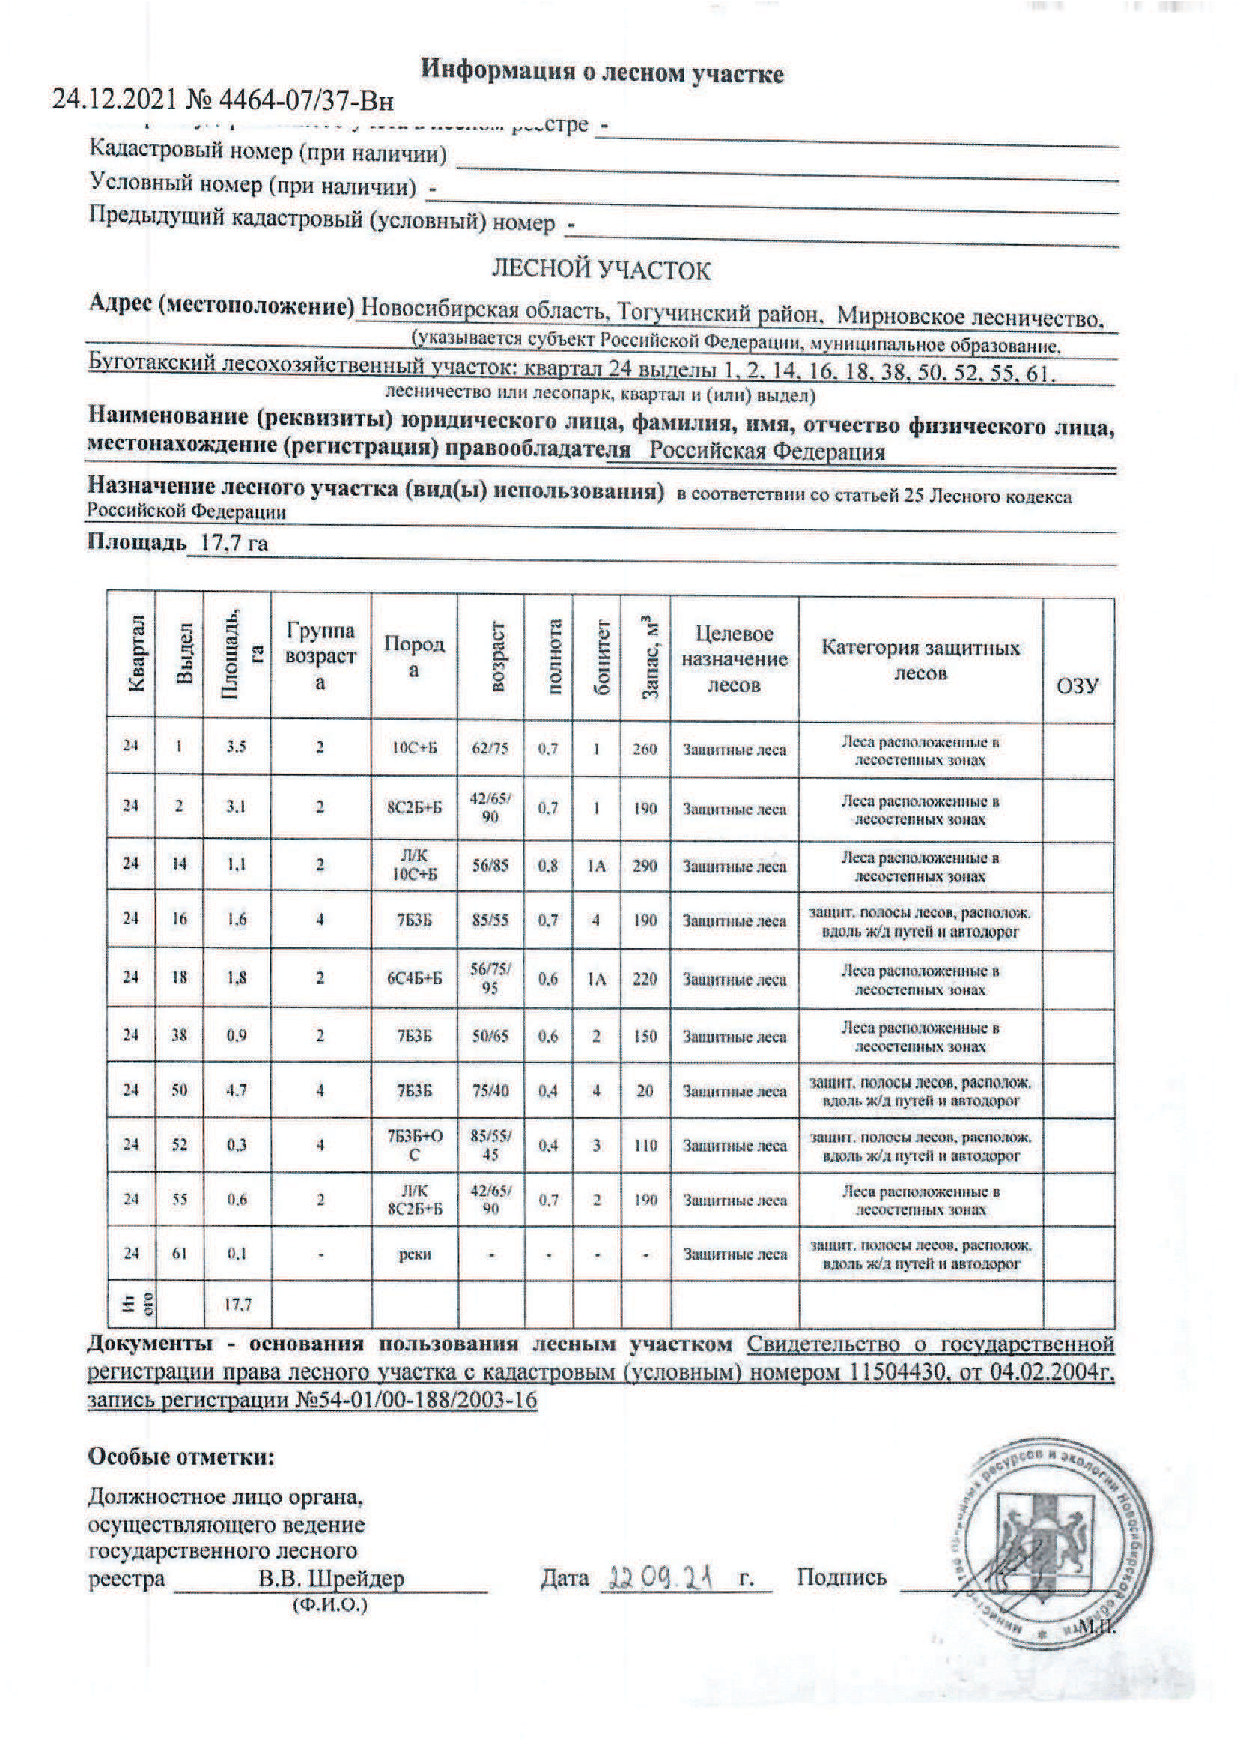 Информация о лесном участке
24.12.2021 № 4464-07/37-Вн
реестре -
Кадастровый номер (при наличии)
Условный номер (при наличии) -
Предыдущий кадастровый (условный) номер -
ЛЕСНОЙ УЧАСТОК
Адрес (местоположение) Новосибирская область, Тогучинский район, Мирновское лесничество,
(указывается субъект Российской Федерации, муниципальное образование,
Буготакский лесохозяйственный участок: квартал 24 выделы 1, 2, 14, 16, 18, 38, 50, 52, 55, 61.
лесничество или лесопарк, квартал и (или) выдел)
Наименование (реквизиты) юридического лица, фамилия, имя, отчество физического лица,
местонахождение (регистрация) правообладателя Российская Федерация
Назначение лесного участка (вид(ы) использования) в соответствии со статьей 25 Лесного кодекса
Российской Федерации
Площадь 17,7 га
Квартал Выдел Площадь, га Группа возраста Порода возраст полнота бонитет Запас, м³ Целевое назначение лесов Категория защитных лесов ОЗУ
24 1 3,5 2 10С+Б 62/75 0,7 1 260 Защитные леса Леса расположенные в лесостепных зонах
24 2 3,1 2 8С2Б+Б 42/65/90 0,7 1 190 Защитные леса Леса расположенные в лесостепных зонах
24 14 1,1 2 Л/К 10С+Б 56/85 0,8 1А 290 Защитные леса Леса расположенные в лесостепных зонах
24 16 1,6 4 7Б3Б 85/55 0,7 4 190 Защитные леса защит. полосы лесов, располож. вдоль ж/д путей и автодорог
24 18 1,8 2 6С4Б+Б 56/75/95 0,6 1А 220 Защитные леса Леса расположенные в лесостепных зонах
24 38 0,9 2 7Б3Б 50/65 0,6 2 150 Защитные леса Леса расположенные в лесостепных зонах
24 50 4,7 4 7Б3Б 75/40 0,4 4 20 Защитные леса защит. полосы лесов, располож. вдоль ж/д путей и автодорог
24 52 0,3 4 7Б3Б+ОС 85/55/45 0,4 3 110 Защитные леса защит. полосы лесов, располож. вдоль ж/д путей и автодорог
24 55 0,6 2 Л/К 8С2Б+Б 42/65/90 0,7 2 190 Защитные леса Леса расположенные в лесостепных зонах
24 61 0,1 - рски - - - - Защитные леса защит. полосы лесов, располож. вдоль ж/д путей и автодорог
Итого 17,7
Документы - основания пользования лесным участком Свидетельство о государственной
регистрации права лесного участка с кадастровым (условным) номером 11504430, от 04.02.2004г.
запись регистрации №54-01/00-188/2003-16
Особые отметки:
Должностное лицо органа,
осуществляющего ведение
государственного лесного
реестра В.В. Шрейдер Дата 22.09.21 г. Подпись
(Ф.И.О.)
М.П.
министерство природных ресурсов и экологии Новосибирской области